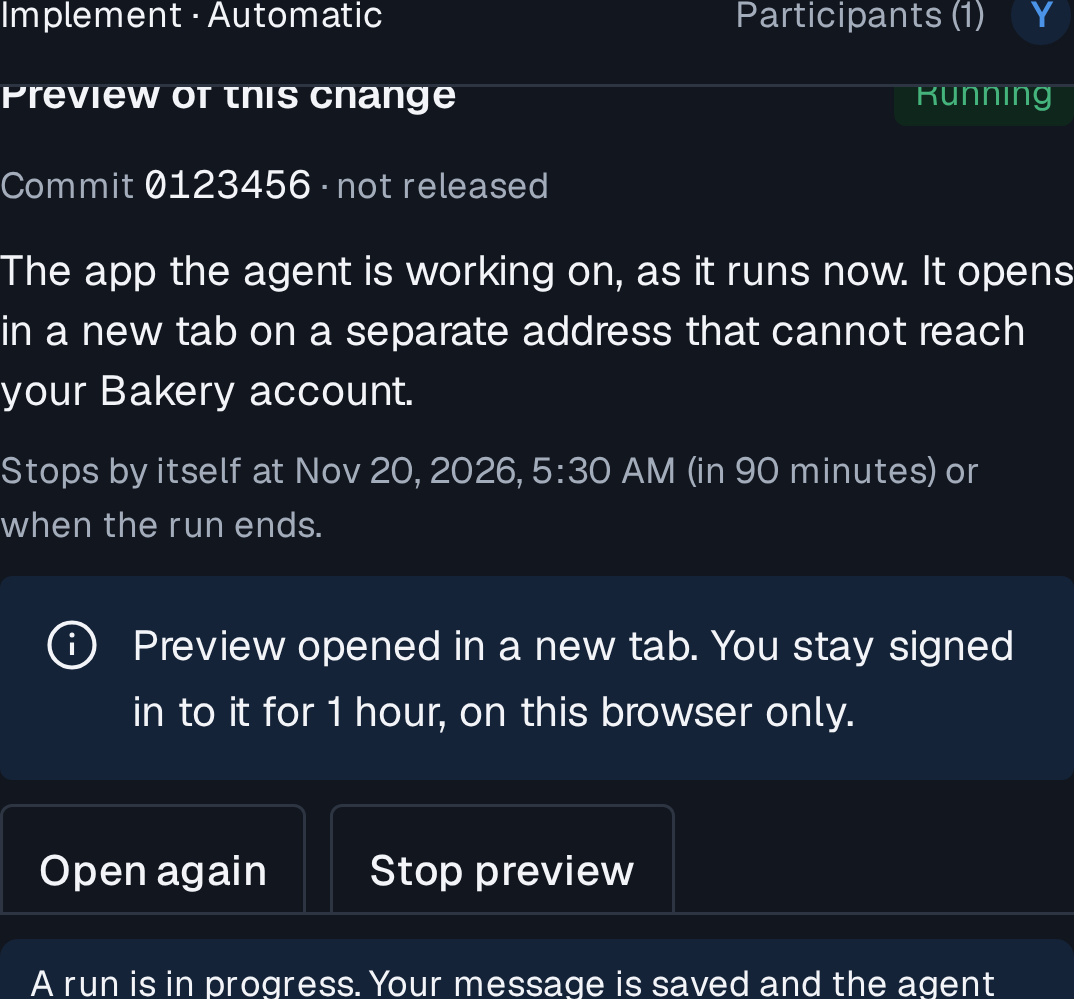 Implement · Automatic
Participants (1)
Y
Preview of this change
Running
Commit 0123456 · not released
The app the agent is working on, as it runs now. It opens
in a new tab on a separate address that cannot reach
your Bakery account.
Stops by itself at Nov 20, 2026, 5:30 AM (in 90 minutes) or
when the run ends.
Preview opened in a new tab. You stay signed
in to it for 1 hour, on this browser only.
Open again
Stop preview
A run is in progress. Your message is saved and the agent